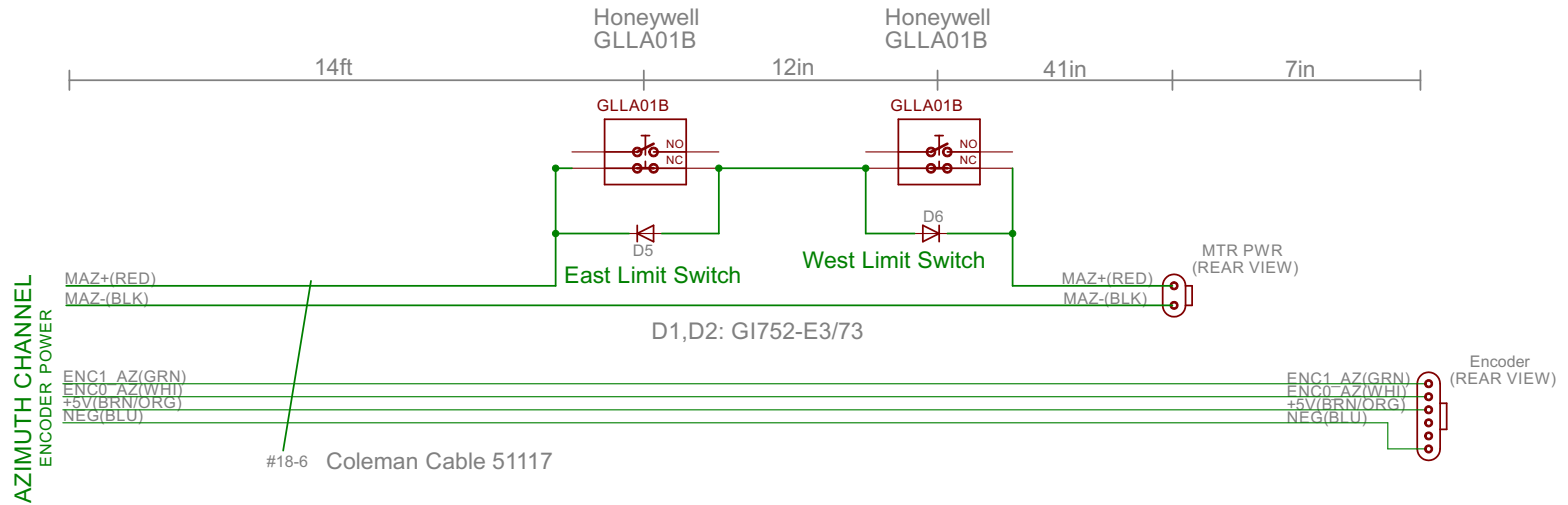 Honeywell
GLLA01B
Honeywell
GLLA01B
14ft
12in
41in
7in
GLLA01B
NO
NC
GLLA01B
NO
NC
D5
East Limit Switch
D6
West Limit Switch
MTR PWR
(REAR VIEW)
MAZ+(RED)
MAZ-(BLK)
MAZ+(RED)
MAZ-(BLK)
D1,D2: GI752-E3/73
AZIMUTH CHANNEL
ENCODER POWER
ENC1_AZ(GRN)
ENC0_AZ(WHI)
+5V(BRN/ORG)
NEG(BLU)
ENC1_AZ(GRN)
ENC0_AZ(WHI)
+5V(BRN/ORG)
NEG(BLU)
Encoder
(REAR VIEW)
#18-6
Coleman Cable 51117